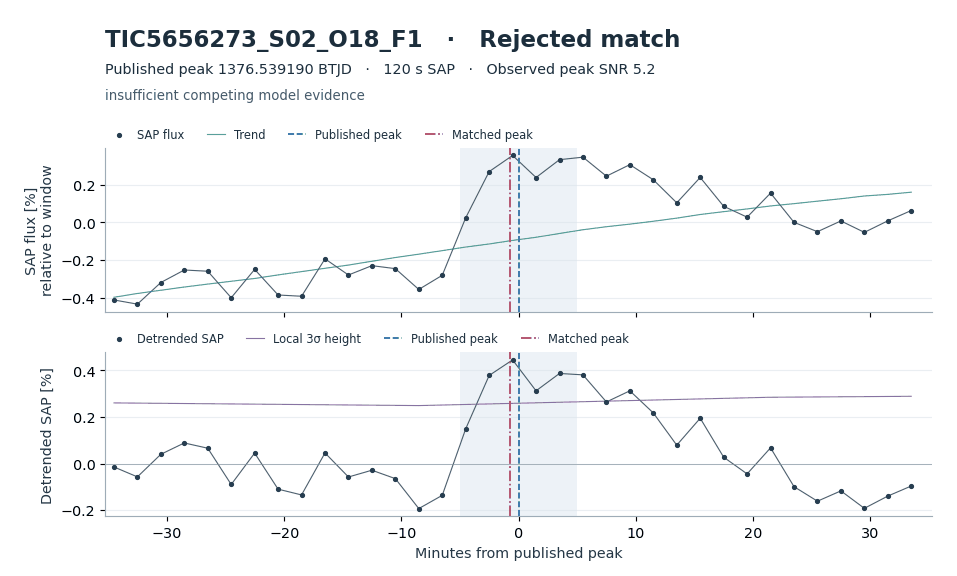 TIC5656273_S02_O18_F1 · Rejected match
Published peak 1376.539190 BTJD · 120 s SAP · Observed peak SNR 5.2
insufficient competing model evidence
SAP flux Trend Published peak Matched peak
SAP flux [%]
relative to window
0.2
0.0
−0.2
−0.4
Detrended SAP Local 3σ height Published peak Matched peak
Detrended SAP [%]
0.4
0.2
0.0
−0.2
−30 −20 −10 0 10 20 30
Minutes from published peak